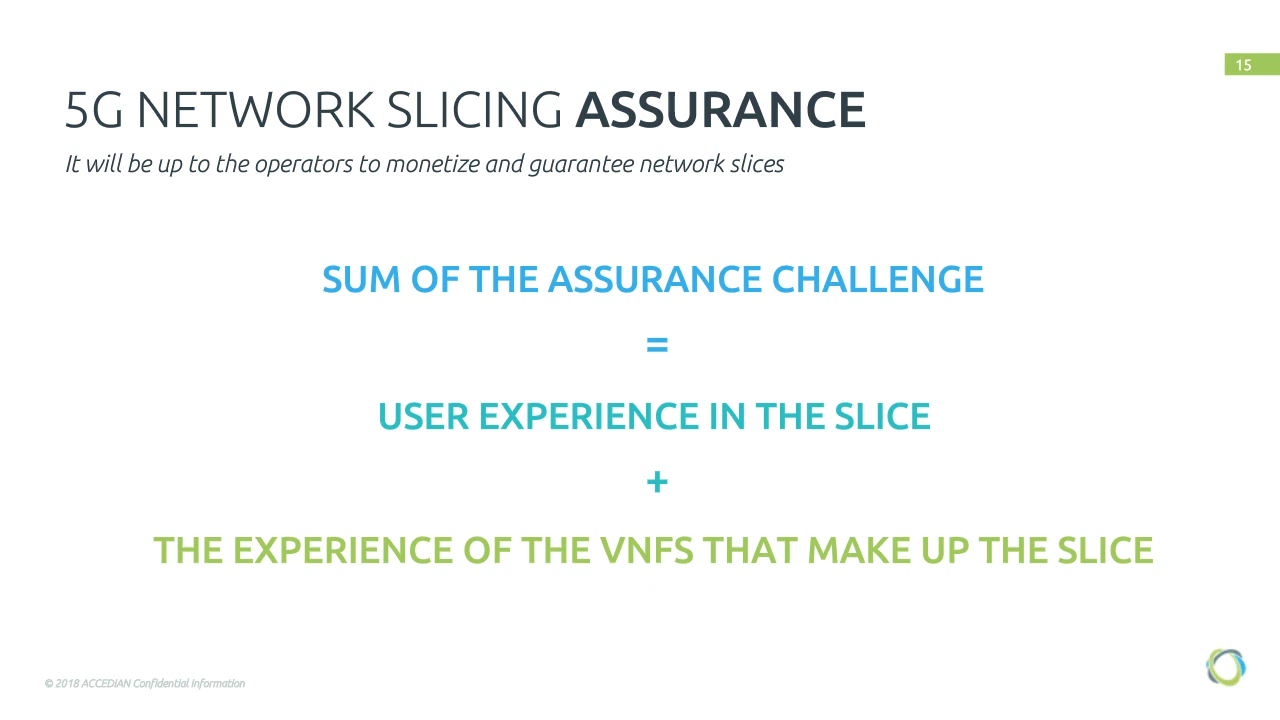 15
5G NETWORK SLICING ASSURANCE
It will be up to the operators to monetize and guarantee network slices
SUM OF THE ASSURANCE CHALLENGE
=
USER EXPERIENCE IN THE SLICE
+
THE EXPERIENCE OF THE VNFS THAT MAKE UP THE SLICE
© 2018 ACCEDIAN Confidential information